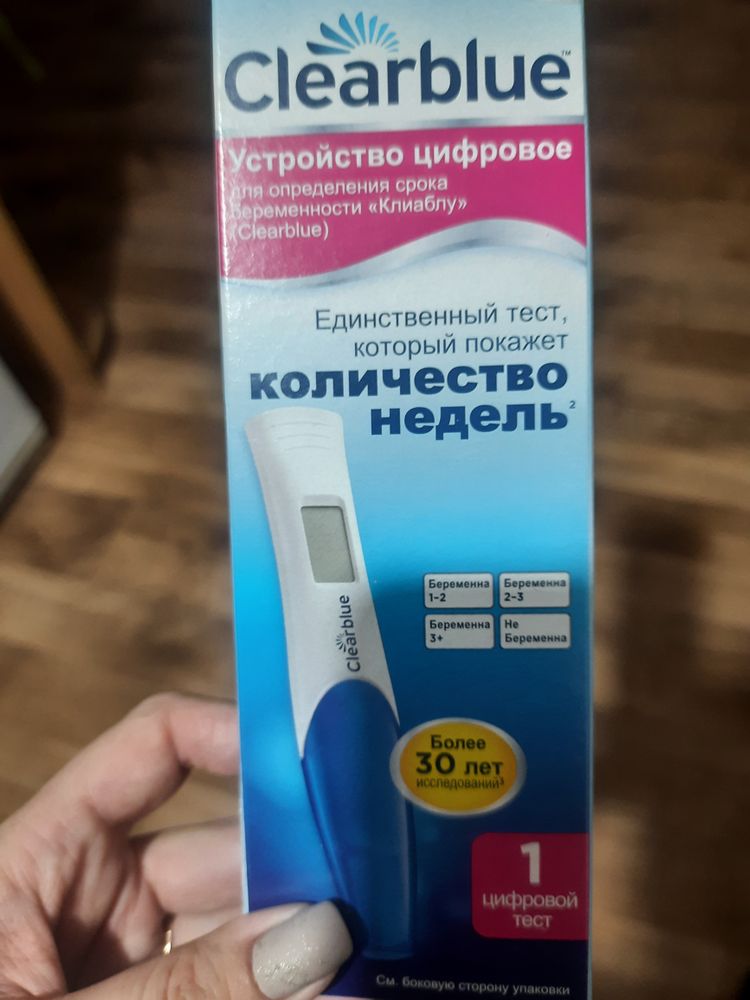 Clearblue™
Устройство цифровое
для определения срока
беременности «Клиаблу»
(Clearblue)
Единственный тест,
который покажет
количество
недель²
Clearblue
Беременна
1-2
Беременна
2-3
Беременна
3+
Не
Беременна
Более
30 лет
исследований³
1
цифровой
тест
См. боковую сторону упаковки